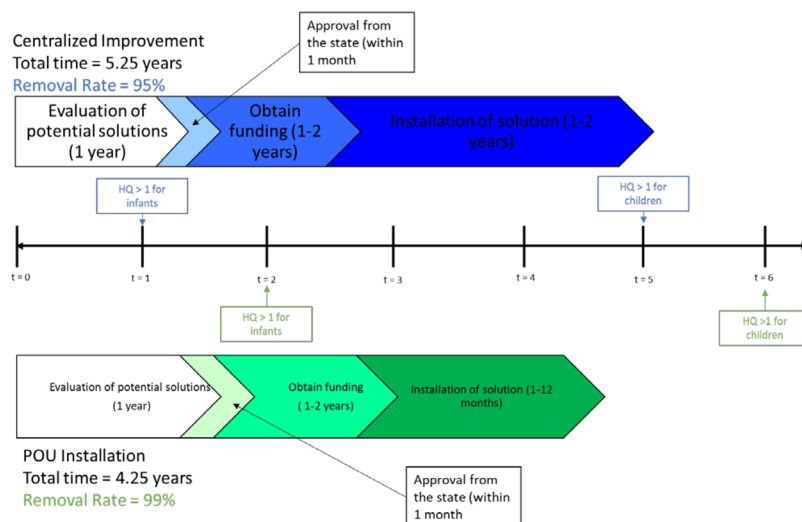 Centralized Improvement
Total time = 5.25 years
Removal Rate = 95%
Approval from
the state (within
1 month
Evaluation of
potential solutions
(1 year)
Obtain
funding (1-2
years)
Installation of solution (1-2
years)
HQ > 1 for
infants
HQ > 1 for
children
t = 0
t = 1
t = 2
t = 3
t = 4
t = 5
t = 6
HQ > 1 for
infants
HQ >1 for
children
Evaluation of potential solutions
(1 year)
Obtain funding
( 1-2 years)
Installation of solution (1-12
months)
POU Installation
Total time = 4.25 years
Removal Rate = 99%
Approval from
the state (within
1 month